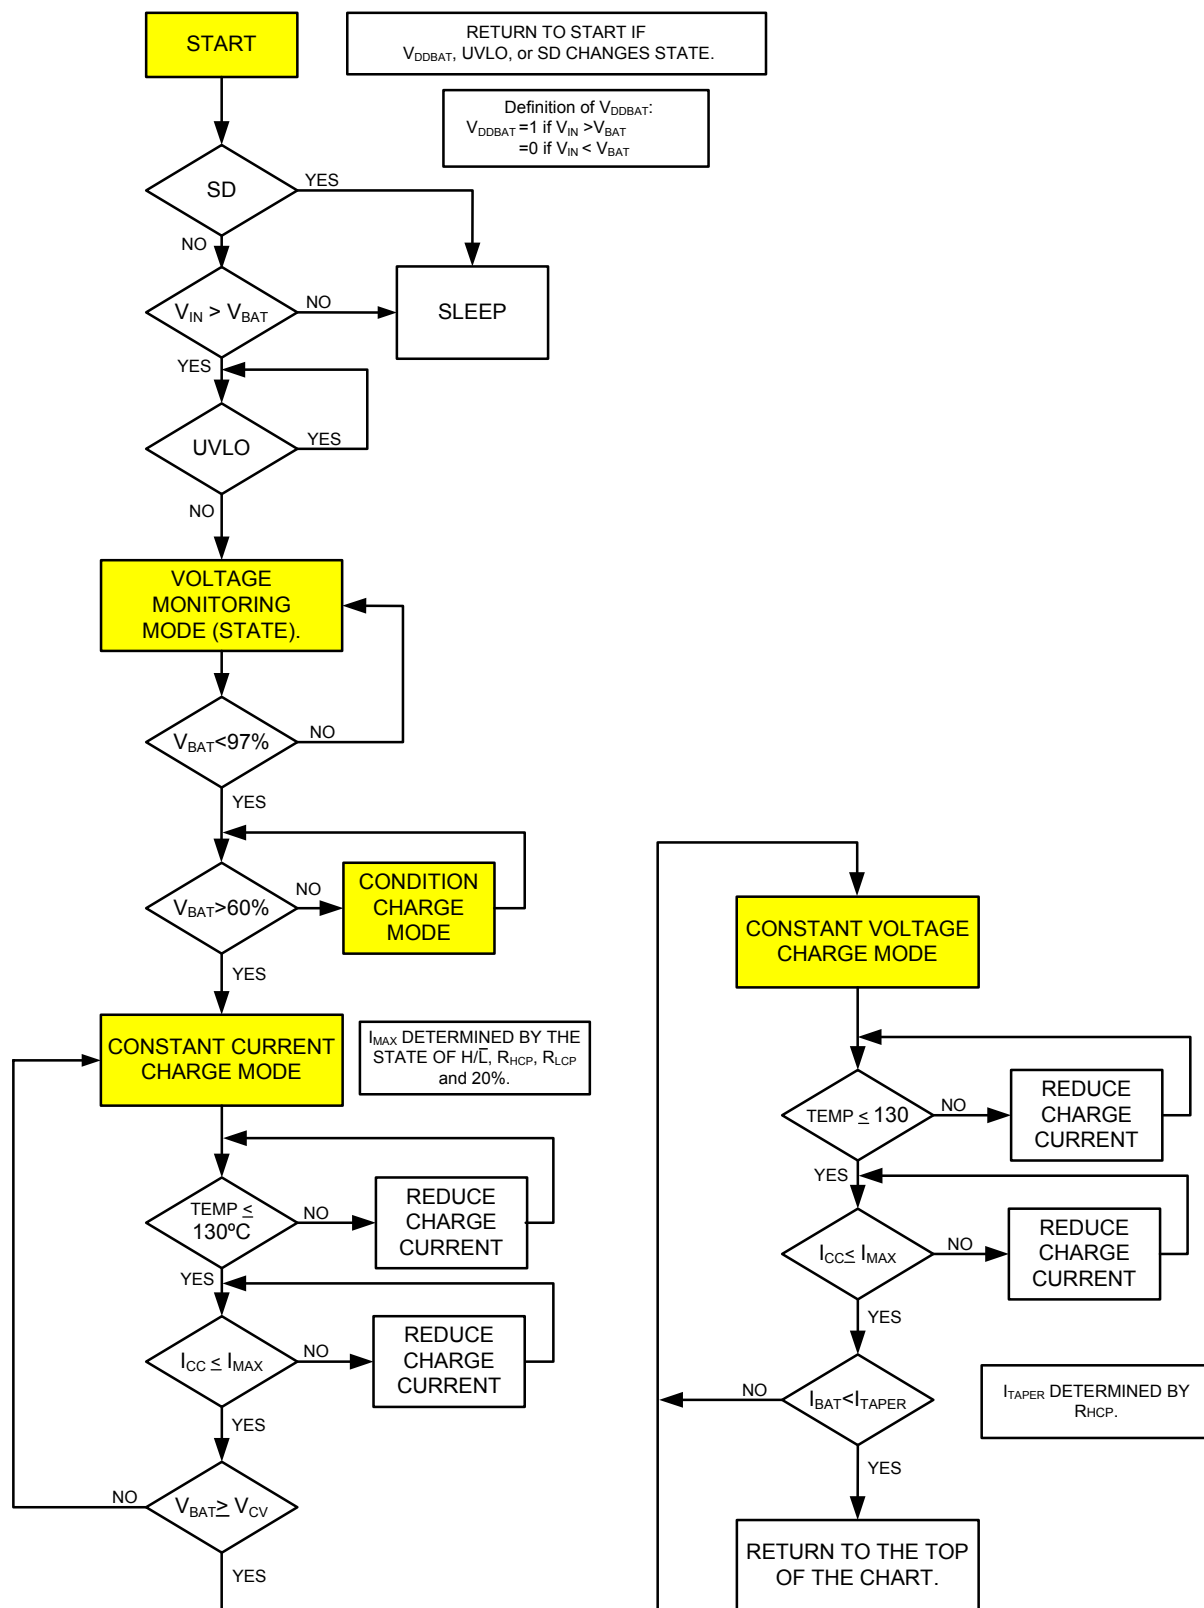 START
RETURN TO START IF
VDDBAT, UVLO, or SD CHANGES STATE.
Definition of VDDBAT:
VDDBAT =1 if VIN >VBAT
=0 if VIN < VBAT
SD
YES
NO
VIN > VBAT
NO
SLEEP
YES
UVLO
YES
NO
VOLTAGE
MONITORING
MODE (STATE).
VBAT<97%
NO
YES
VBAT>60%
NO
CONDITION
CHARGE
MODE
YES
CONSTANT CURRENT
CHARGE MODE
IMAX DETERMINED BY THE
STATE OF H/L̅, RHCP, RLCP
and 20%.
TEMP ≤
130ºC
NO
REDUCE
CHARGE
CURRENT
YES
ICC ≤ IMAX
NO
REDUCE
CHARGE
CURRENT
YES
VBAT≥ VCV
NO
YES
CONSTANT VOLTAGE
CHARGE MODE
TEMP ≤ 130
NO
REDUCE
CHARGE
CURRENT
YES
ICC≤ IMAX
NO
REDUCE
CHARGE
CURRENT
YES
IBAT<ITAPER
NO
ITAPER DETERMINED BY
RHCP.
YES
RETURN TO THE TOP
OF THE CHART.